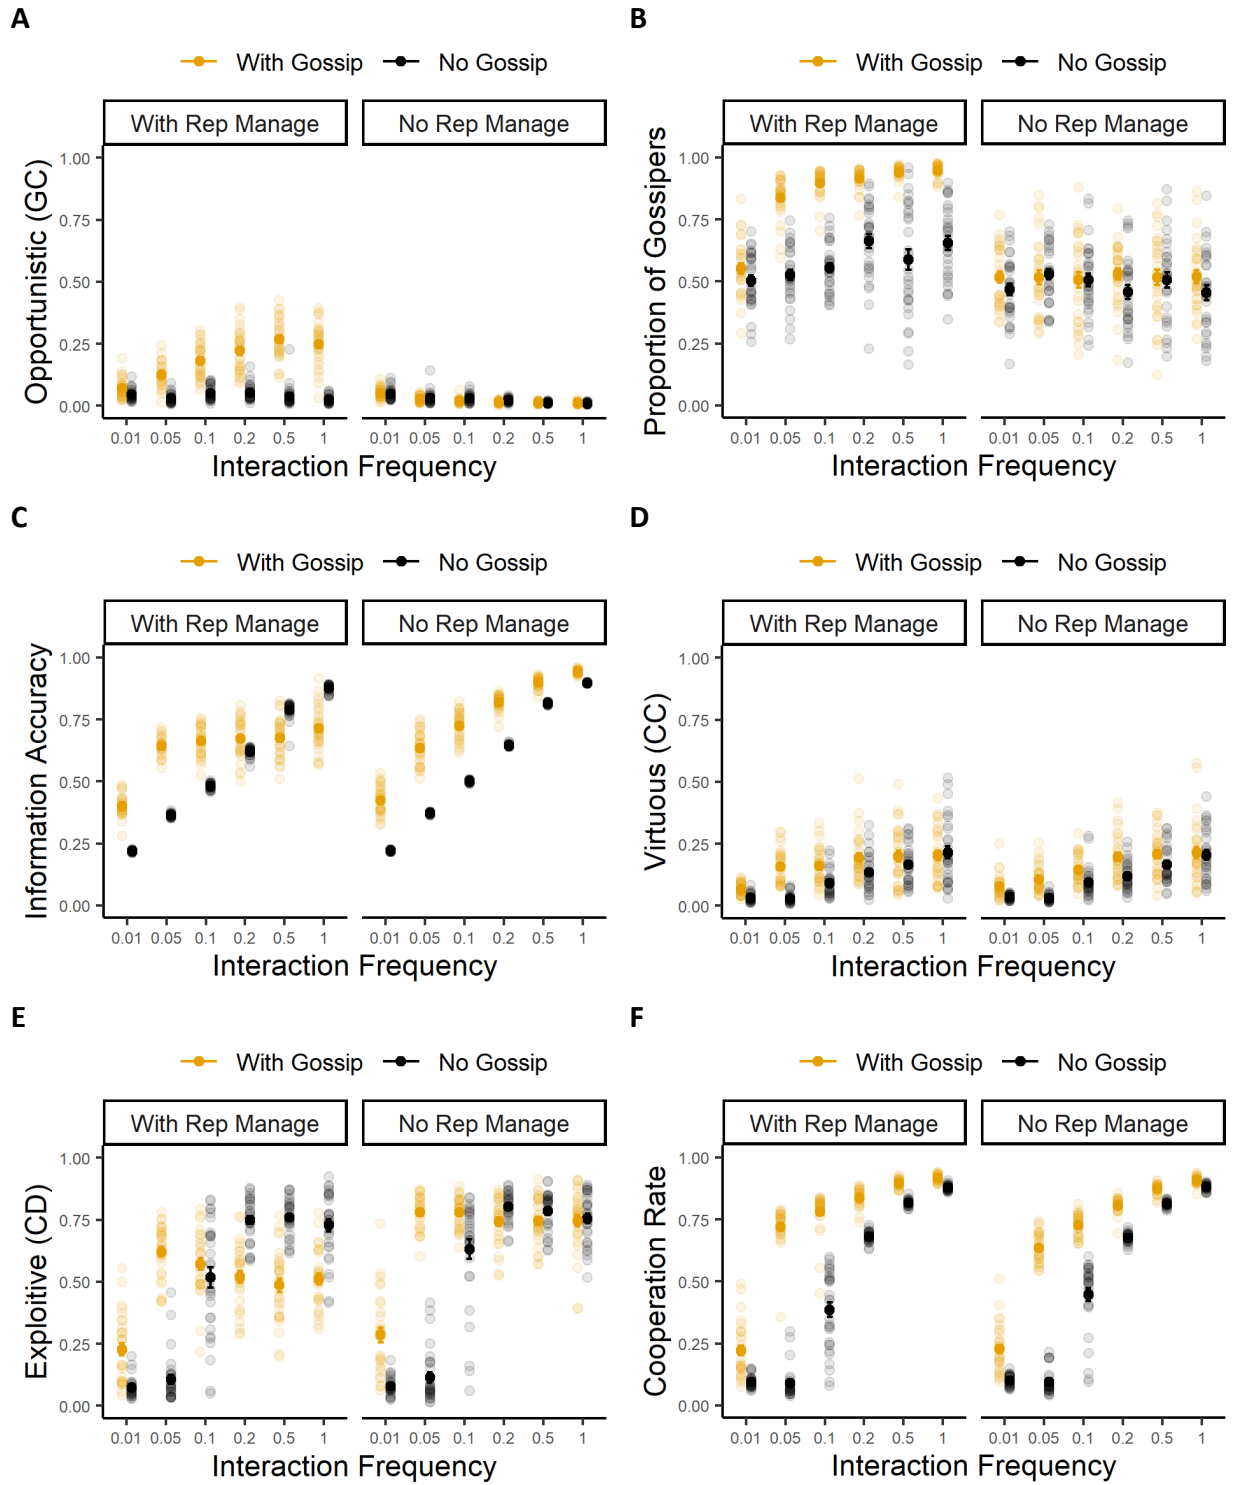 A
With Gossip No Gossip
With Rep Manage No Rep Manage
Opportunistic (GC)
1.00
0.75
0.50
0.25
0.00
0.01 0.05 0.1 0.2 0.5 1 0.01 0.05 0.1 0.2 0.5 1
Interaction Frequency
B
With Gossip No Gossip
With Rep Manage No Rep Manage
Proportion of Gossipers
1.00
0.75
0.50
0.25
0.00
0.01 0.05 0.1 0.2 0.5 1 0.01 0.05 0.1 0.2 0.5 1
Interaction Frequency
C
With Gossip No Gossip
With Rep Manage No Rep Manage
Information Accuracy
1.00
0.75
0.50
0.25
0.00
0.01 0.05 0.1 0.2 0.5 1 0.01 0.05 0.1 0.2 0.5 1
Interaction Frequency
D
With Gossip No Gossip
With Rep Manage No Rep Manage
Virtuous (CC)
1.00
0.75
0.50
0.25
0.00
0.01 0.05 0.1 0.2 0.5 1 0.01 0.05 0.1 0.2 0.5 1
Interaction Frequency
E
With Gossip No Gossip
With Rep Manage No Rep Manage
Exploitive (CD)
1.00
0.75
0.50
0.25
0.00
0.01 0.05 0.1 0.2 0.5 1 0.01 0.05 0.1 0.2 0.5 1
Interaction Frequency
F
With Gossip No Gossip
With Rep Manage No Rep Manage
Cooperation Rate
1.00
0.75
0.50
0.25
0.00
0.01 0.05 0.1 0.2 0.5 1 0.01 0.05 0.1 0.2 0.5 1
Interaction Frequency